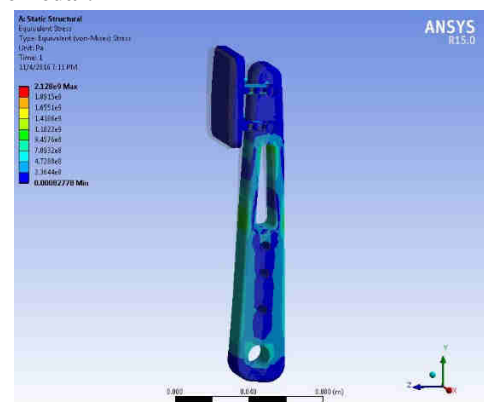 A: Static Structural
Equivalent Stress
Type: Equivalent (von-Mises) Stress
Unit: Pa
Time: 1
11/4/2016 7:11 PM
2.128e9 Max
1.8915e9
1.6551e9
1.4186e9
1.1822e9
9.4576e8
7.0932e8
4.7288e8
2.3644e8
0.00082778 Min
ANSYS
R15.0
0.000
0.040
0.080 (m)
Y
Z
X